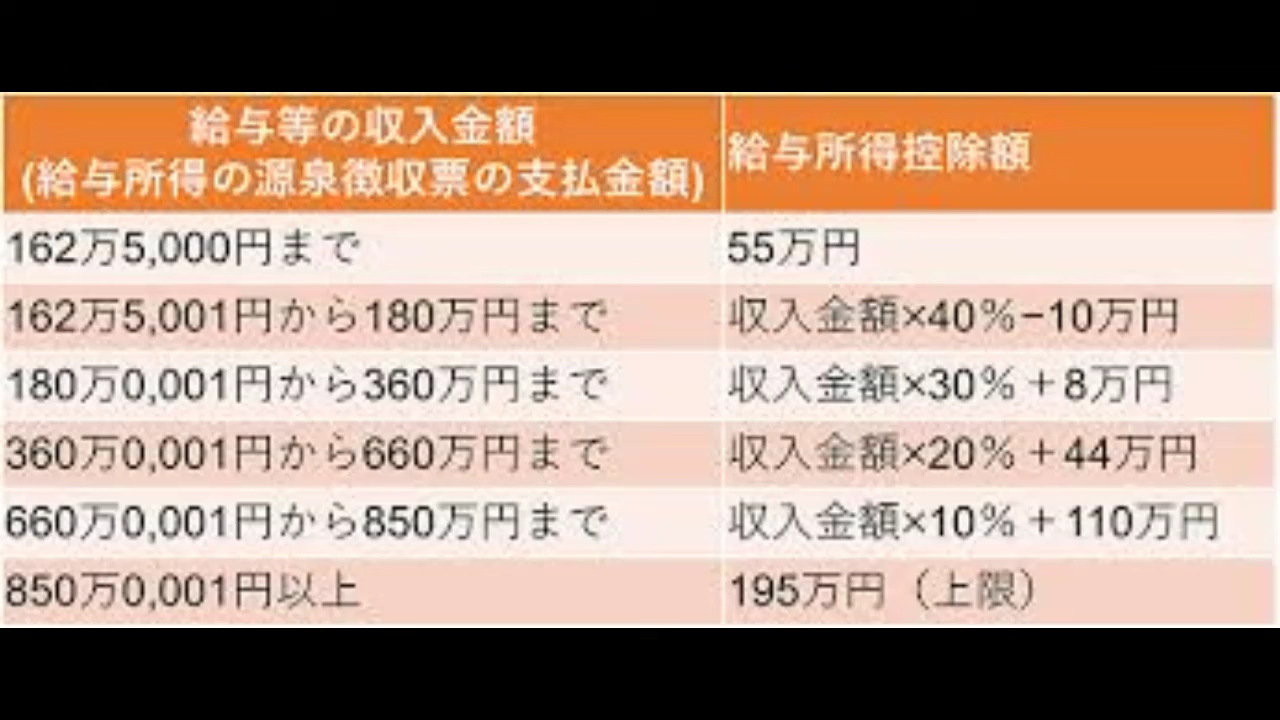 給与等の収入金額
(給与所得の源泉徴収票の支払金額)
給与所得控除額
162万5,000円まで
55万円
162万5,001円から180万円まで
収入金額×40%−10万円
180万0,001円から360万円まで
収入金額×30%＋8万円
360万0,001円から660万円まで
収入金額×20%＋44万円
660万0,001円から850万円まで
収入金額×10%＋110万円
850万0,001円以上
195万円（上限）